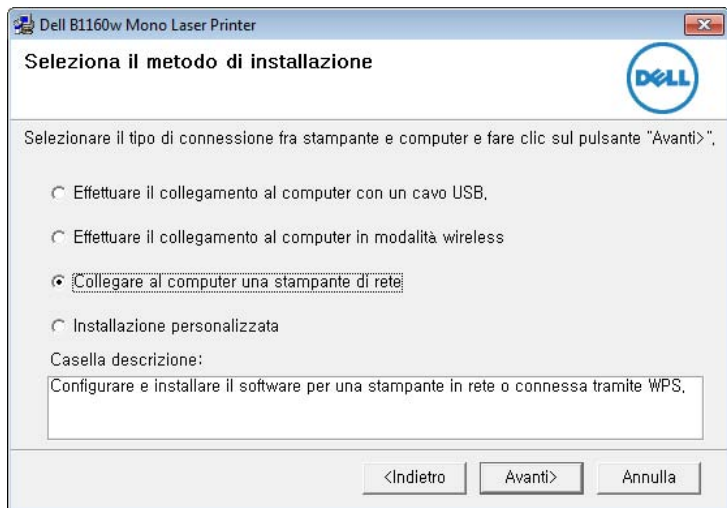 Dell B1160w Mono Laser Printer
Seleziona il metodo di installazione
DELL
Selezionare il tipo di connessione fra stampante e computer e fare clic sul pulsante "Avanti>",
Effettuare il collegamento al computer con un cavo USB,
Effettuare il collegamento al computer in modalità wireless
Collegare al computer una stampante di rete
Installazione personalizzata
Casella descrizione:
Configurare e installare il software per una stampante in rete o connessa tramite WPS,
<Indietro
Avanti>
Annulla